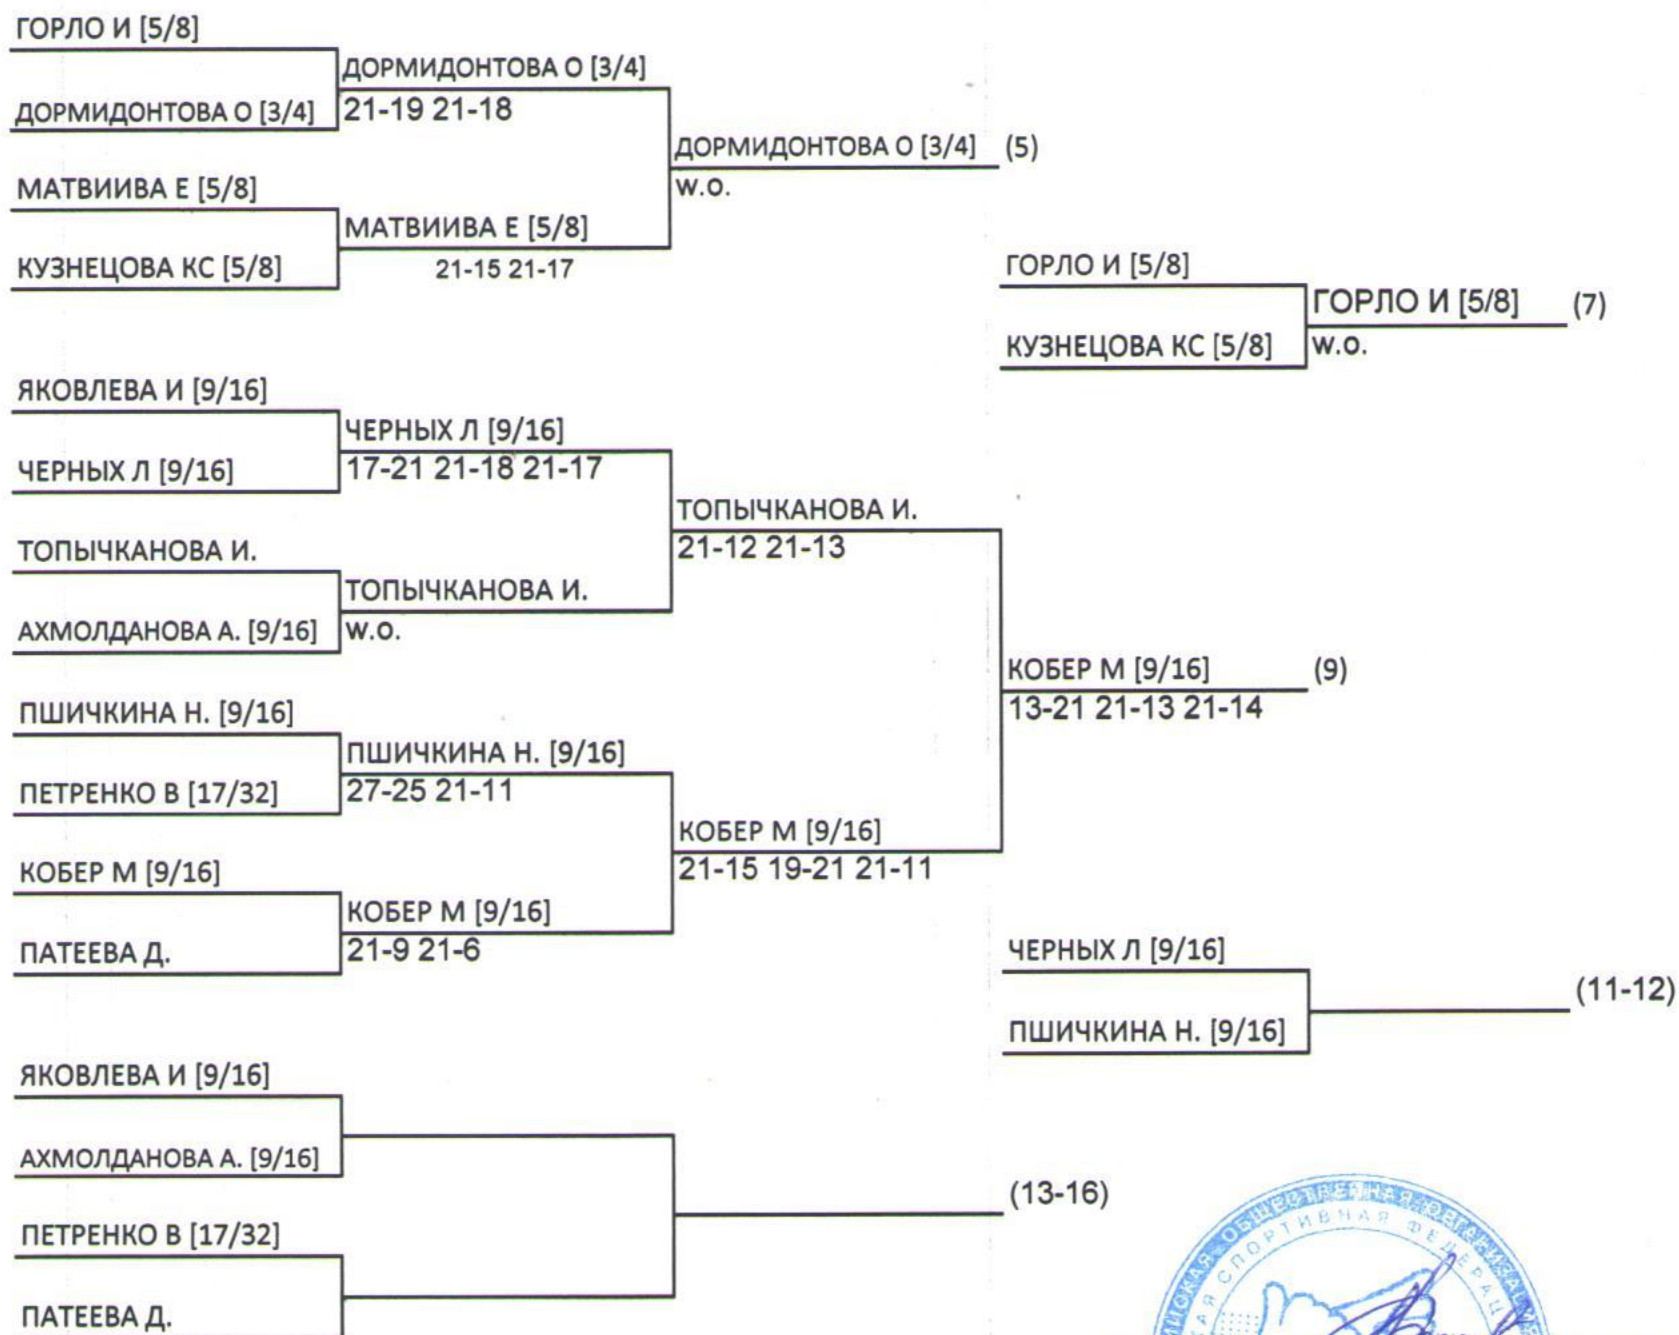 ГОРЛО И [5/8]
ДОРМИДОНТОВА О [3/4]
ДОРМИДОНТОВА О [3/4]
21-19 21-18
ДОРМИДОНТОВА О [3/4] (5)
w.o.
МАТВИИВА Е [5/8]
МАТВИИВА Е [5/8]
КУЗНЕЦОВА КС [5/8]
21-15 21-17
ГОРЛО И [5/8]
ГОРЛО И [5/8] (7)
КУЗНЕЦОВА КС [5/8]
w.o.
ЯКОВЛЕВА И [9/16]
ЧЕРНЫХ Л [9/16]
ЧЕРНЫХ Л [9/16]
17-21 21-18 21-17
ТОПЫЧКАНОВА И.
21-12 21-13
ТОПЫЧКАНОВА И.
ТОПЫЧКАНОВА И.
АХМОЛДАНОВА А. [9/16]
w.o.
КОБЕР М [9/16] (9)
13-21 21-13 21-14
ПШИЧКИНА Н. [9/16]
ПШИЧКИНА Н. [9/16]
ПЕТРЕНКО В [17/32]
27-25 21-11
КОБЕР М [9/16]
21-15 19-21 21-11
КОБЕР М [9/16]
КОБЕР М [9/16]
ПАТЕЕВА Д.
21-9 21-6
ЧЕРНЫХ Л [9/16]
(11-12)
ПШИЧКИНА Н. [9/16]
ЯКОВЛЕВА И [9/16]
АХМОЛДАНОВА А. [9/16]
(13-16)
ПЕТРЕНКО В [17/32]
ПАТЕЕВА Д.
ОБЩЕСТВЕННАЯ ОРГАНИЗАЦИЯ
СПОРТИВНАЯ